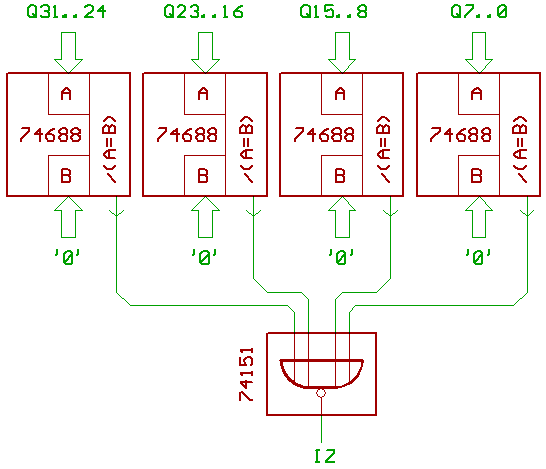 Q31..24 Q23..16 Q15..8 Q7..0
A A A A
74688 /(A=B) 74688 /(A=B) 74688 /(A=B) 74688 /(A=B)
B B B B
'0' '0' '0' '0'
74151
IZ